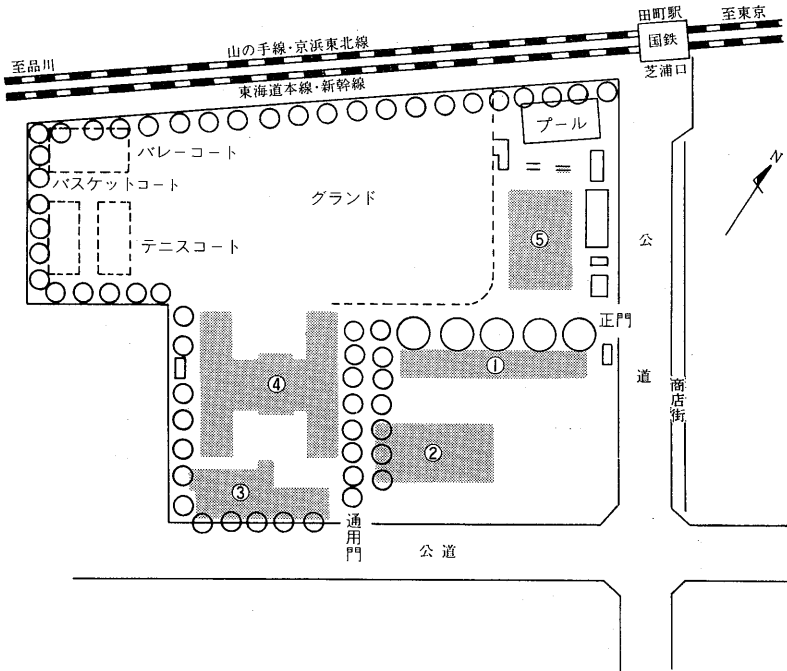 田町駅
至東京
国鉄
芝浦口
山の手線・京浜東北線
至品川
東海道本線・新幹線
プール
バレーコート
バスケットコート
グランド
テニスコート
N
⑤
公道
正門
①
④
商店街
②
③
通用門
公道